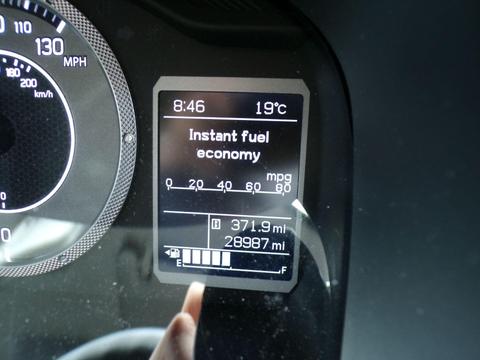 110
130
MPH
180
200
km/h
8:46 19°C
Instant fuel
economy
mpg
0 20 40 60 80
371.9 mi
28987 mi
E F